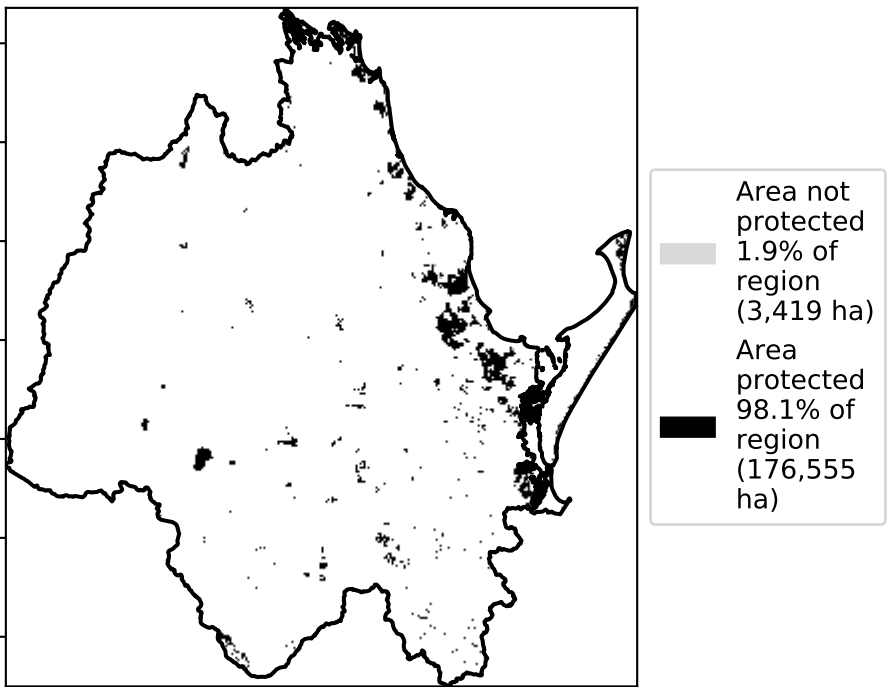 Area not
protected
1.9% of
region
(3,419 ha)
Area
protected
98.1% of
region
(176,555
ha)